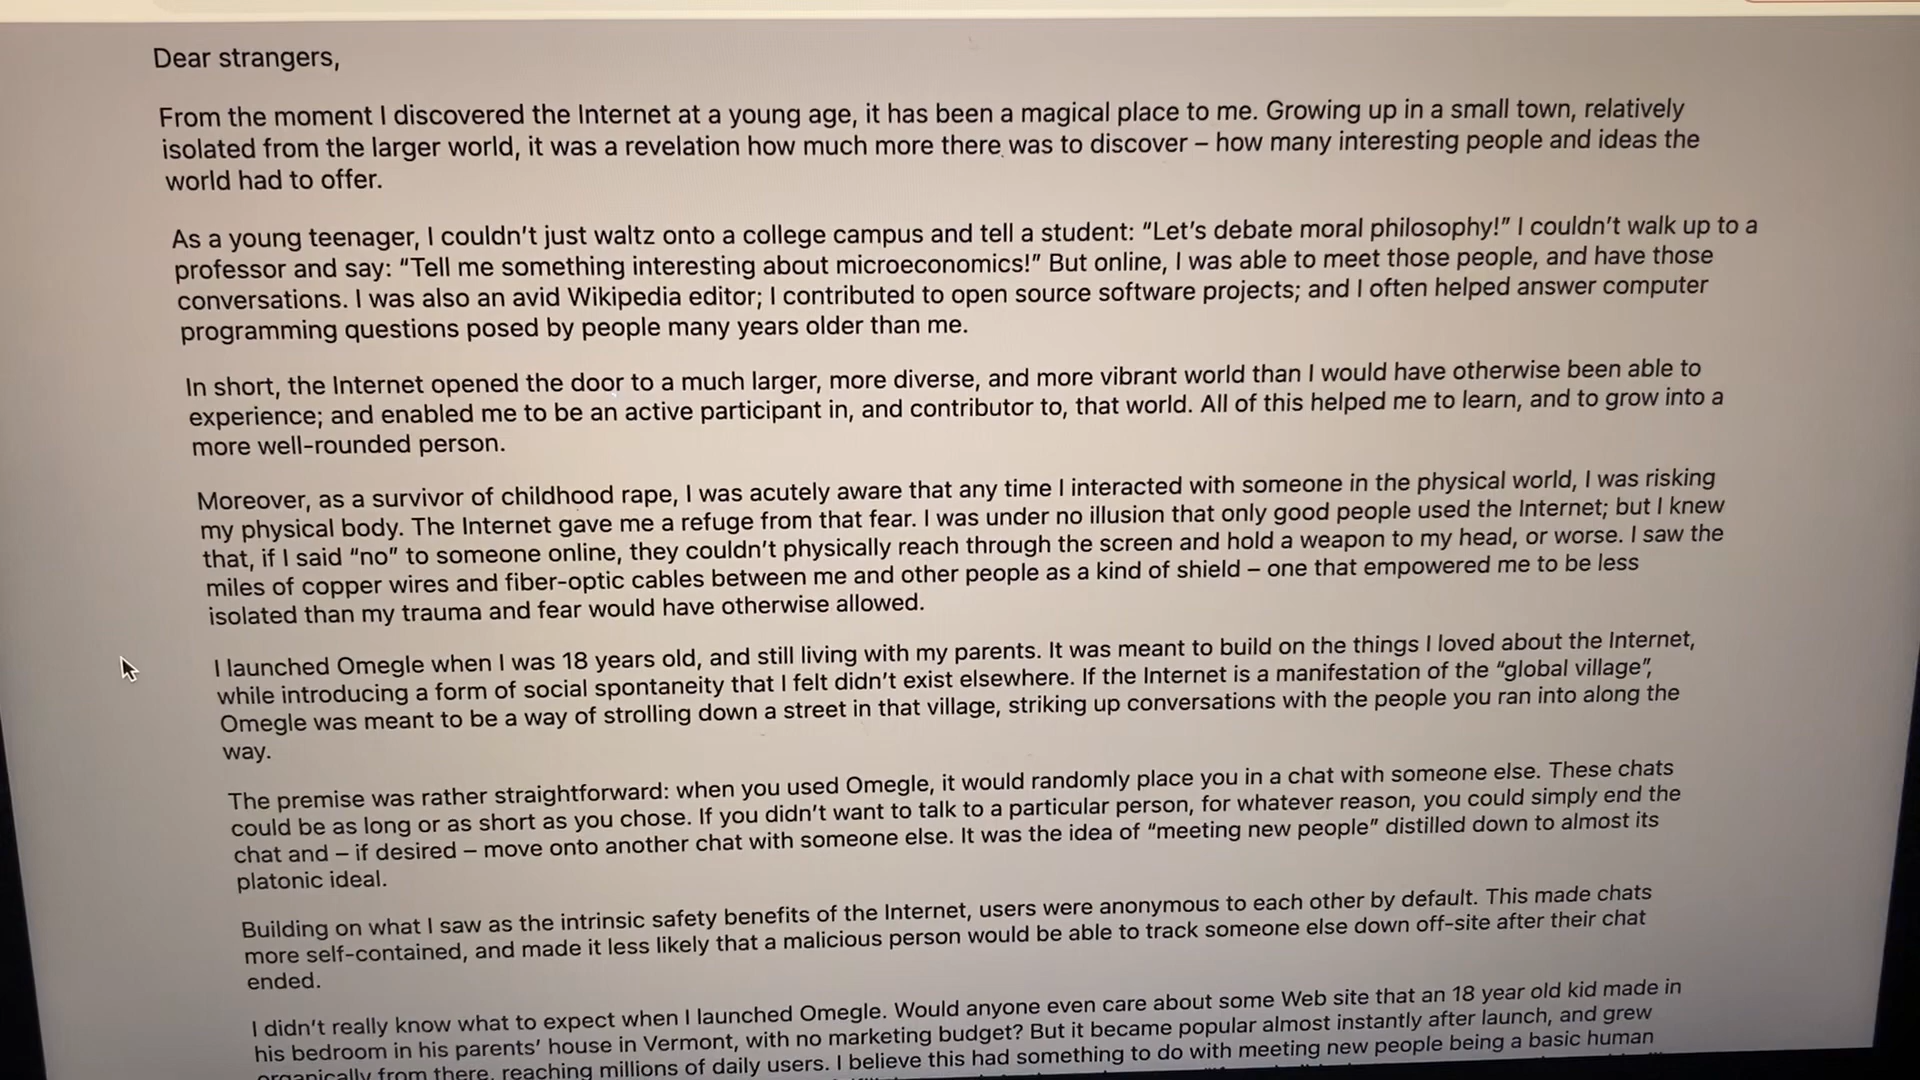 Dear strangers,
From the moment I discovered the Internet at a young age, it has been a magical place to me. Growing up in a small town, relatively
isolated from the larger world, it was a revelation how much more there was to discover – how many interesting people and ideas the
world had to offer.
As a young teenager, I couldn’t just waltz onto a college campus and tell a student: “Let’s debate moral philosophy!” I couldn’t walk up to a
professor and say: “Tell me something interesting about microeconomics!” But online, I was able to meet those people, and have those
conversations. I was also an avid Wikipedia editor; I contributed to open source software projects; and I often helped answer computer
programming questions posed by people many years older than me.
In short, the Internet opened the door to a much larger, more diverse, and more vibrant world than I would have otherwise been able to
experience; and enabled me to be an active participant in, and contributor to, that world. All of this helped me to learn, and to grow into a
more well-rounded person.
Moreover, as a survivor of childhood rape, I was acutely aware that any time I interacted with someone in the physical world, I was risking
my physical body. The Internet gave me a refuge from that fear. I was under no illusion that only good people used the Internet; but I knew
that, if I said “no” to someone online, they couldn’t physically reach through the screen and hold a weapon to my head, or worse. I saw the
miles of copper wires and fiber-optic cables between me and other people as a kind of shield – one that empowered me to be less
isolated than my trauma and fear would have otherwise allowed.
I launched Omegle when I was 18 years old, and still living with my parents. It was meant to build on the things I loved about the Internet,
while introducing a form of social spontaneity that I felt didn’t exist elsewhere. If the Internet is a manifestation of the “global village”,
Omegle was meant to be a way of strolling down a street in that village, striking up conversations with the people you ran into along the
way.
The premise was rather straightforward: when you used Omegle, it would randomly place you in a chat with someone else. These chats
could be as long or as short as you chose. If you didn’t want to talk to a particular person, for whatever reason, you could simply end the
chat and – if desired – move onto another chat with someone else. It was the idea of “meeting new people” distilled down to almost its
platonic ideal.
Building on what I saw as the intrinsic safety benefits of the Internet, users were anonymous to each other by default. This made chats
more self-contained, and made it less likely that a malicious person would be able to track someone else down off-site after their chat
ended.
I didn’t really know what to expect when I launched Omegle. Would anyone even care about some Web site that an 18 year old kid made in
his bedroom in his parents’ house in Vermont, with no marketing budget? But it became popular almost instantly after launch, and grew
organically from there, reaching millions of daily users. I believe this had something to do with meeting new people being a basic human